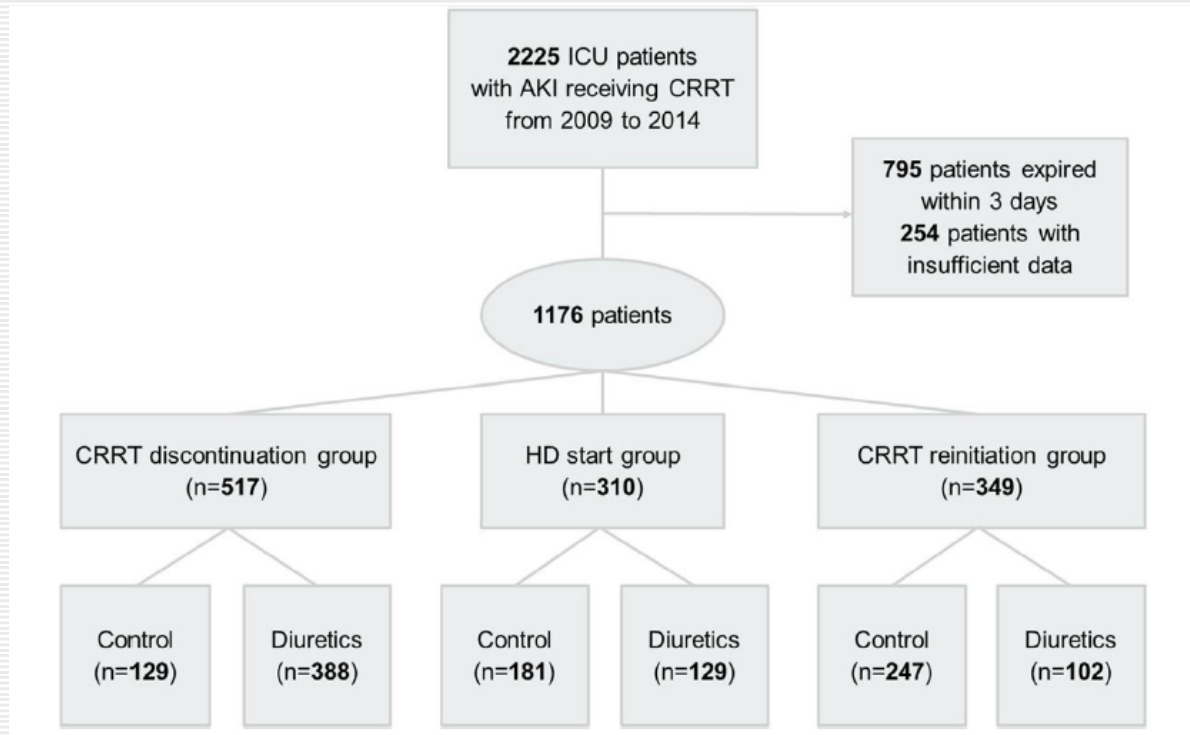 2225 ICU patients
with AKI receiving CRRT
from 2009 to 2014
795 patients expired
within 3 days
254 patients with
insufficient data
1176 patients
CRRT discontinuation group
(n=517)
HD start group
(n=310)
CRRT reinitiation group
(n=349)
Control
(n=129)
Diuretics
(n=388)
Control
(n=181)
Diuretics
(n=129)
Control
(n=247)
Diuretics
(n=102)